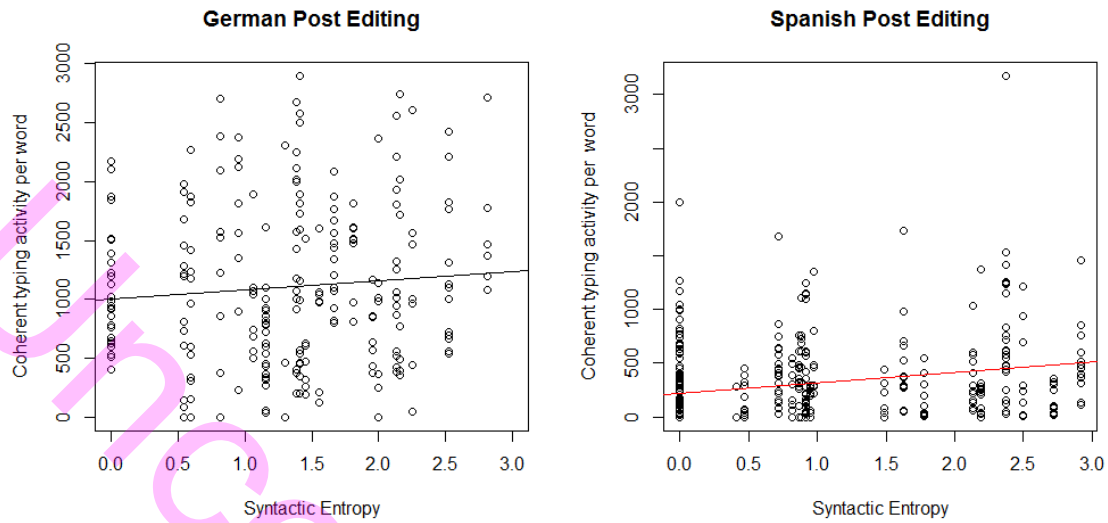 German Post Editing
Coherent typing activity per word
3000
2500
2000
1500
1000
500
0
0.0 0.5 1.0 1.5 2.0 2.5 3.0
Syntactic Entropy
Spanish Post Editing
Coherent typing activity per word
3000
2000
1000
500
0
0.0 0.5 1.0 1.5 2.0 2.5 3.0
Syntactic Entropy